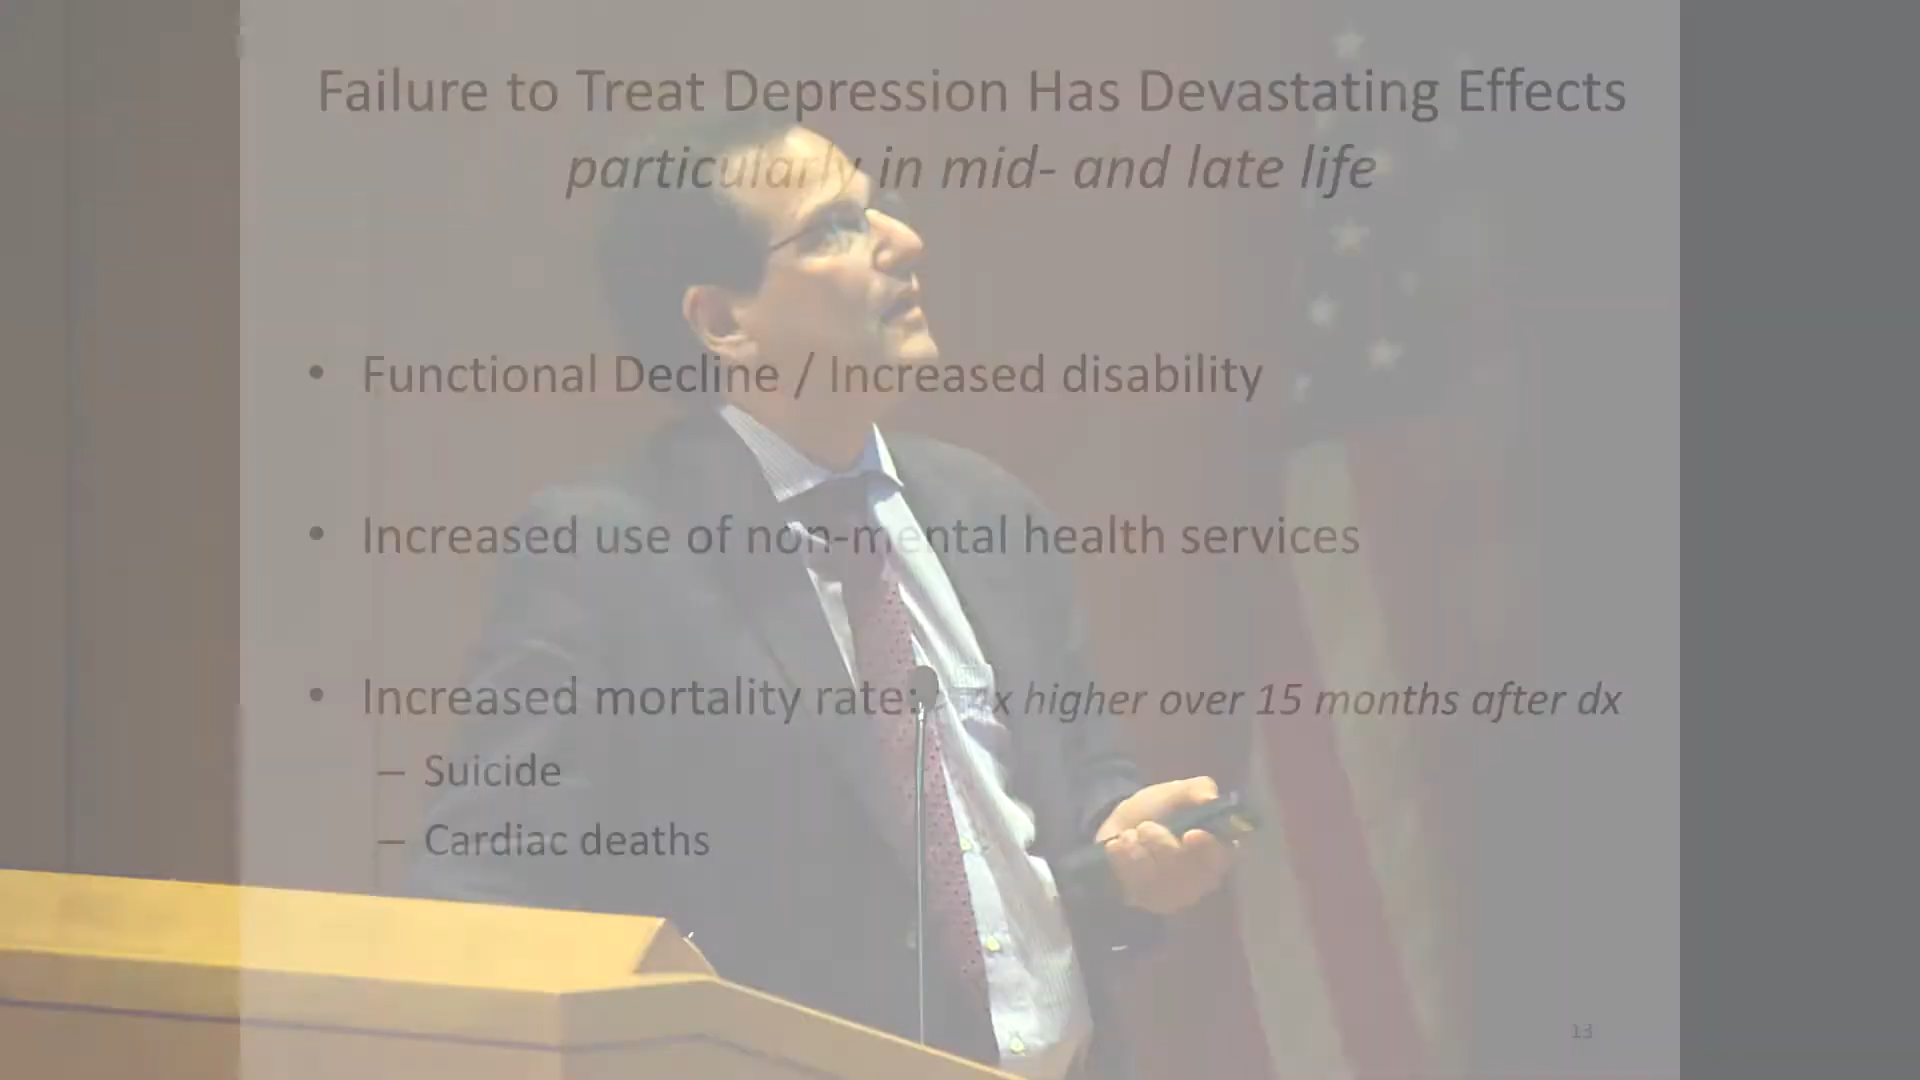 Failure to Treat Depression Has Devastating Effects
particularly in mid- and late life
• Functional Decline / Increased disability
• Increased use of non-mental health services
• Increased mortality rate: x higher over 15 months after dx
– Suicide
– Cardiac deaths
13